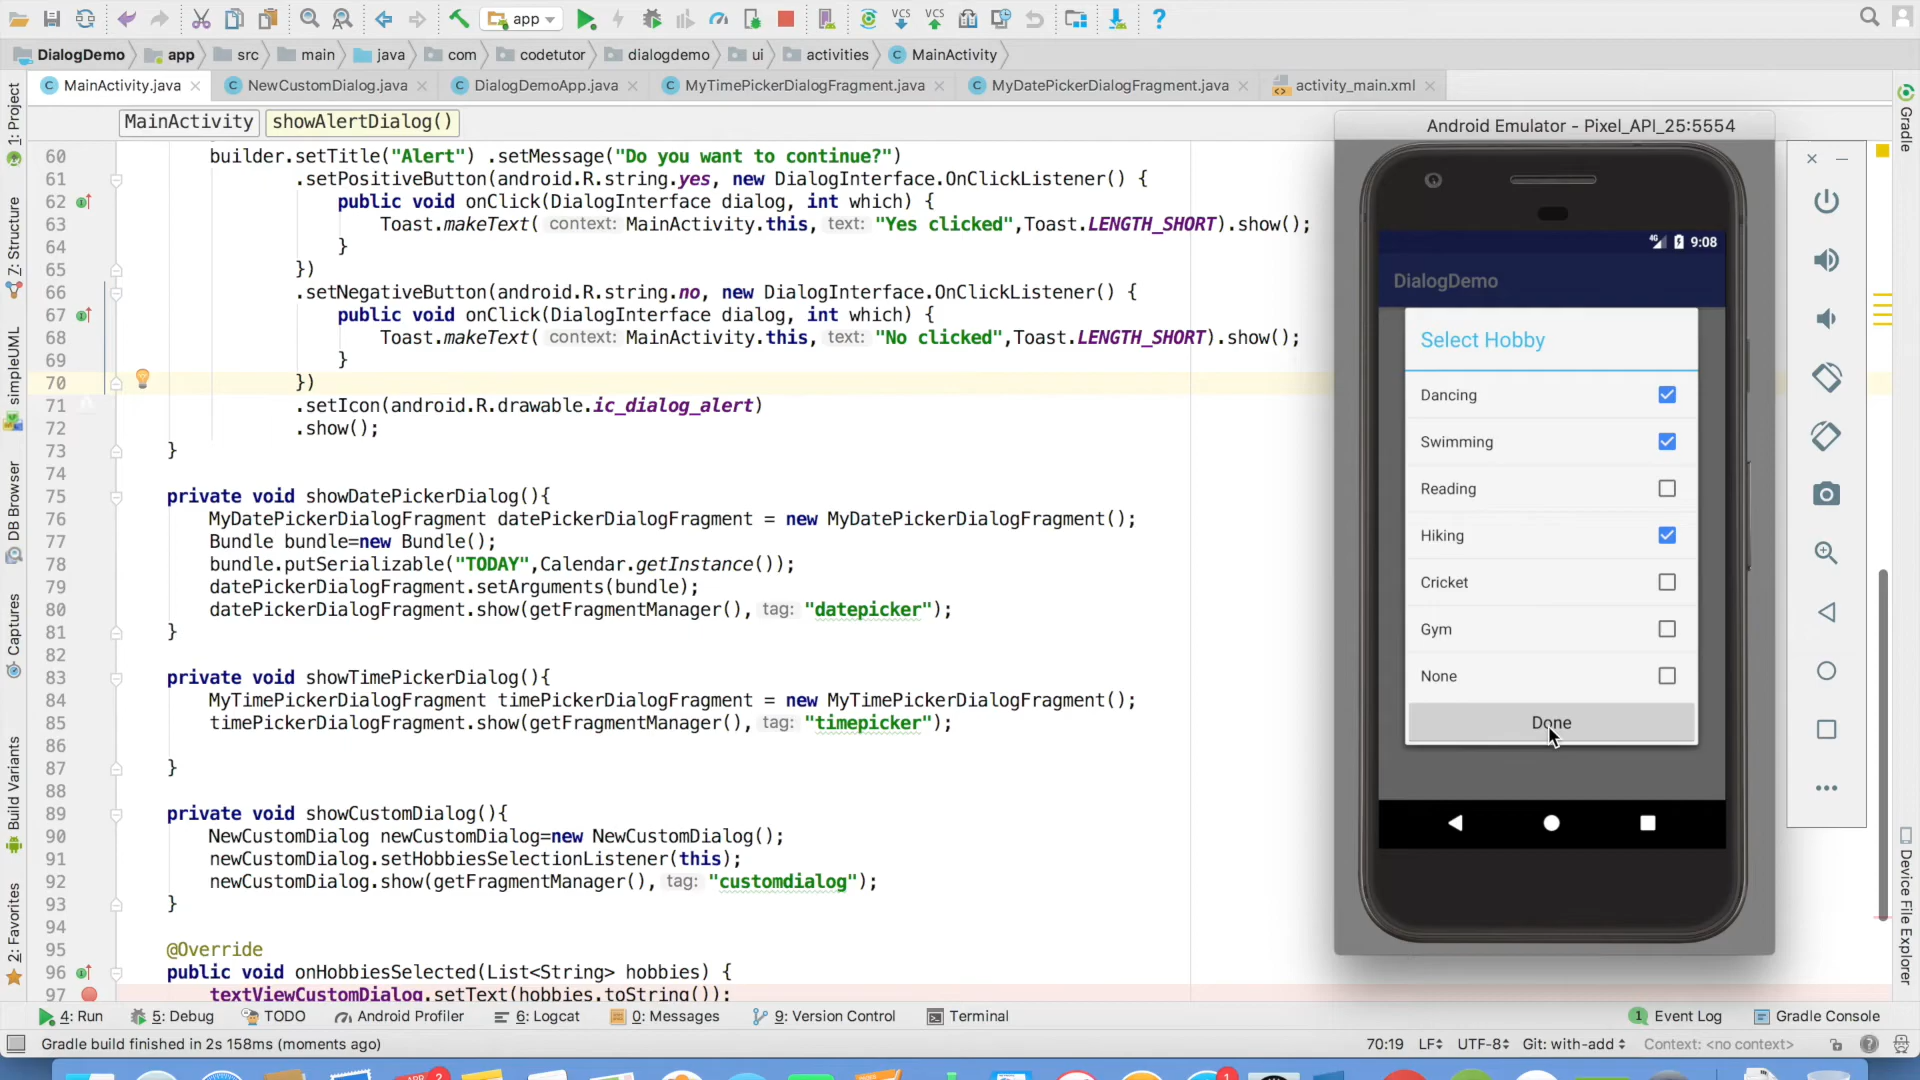 app
DialogDemo app src main java com codetutor dialogdemo ui activities MainActivity
MainActivity.java NewCustomDialog.java DialogDemoApp.java MyTimePickerDialogFragment.java MyDatePickerDialogFragment.java activity_main.xml
MainActivity showAlertDialog()
60 builder.setTitle("Alert") .setMessage("Do you want to continue?")
61 .setPositiveButton(android.R.string.yes, new DialogInterface.OnClickListener() {
62 public void onClick(DialogInterface dialog, int which) {
63 Toast.makeText( context: MainActivity.this, text: "Yes clicked",Toast.LENGTH_SHORT).show();
64 }
65 })
66 .setNegativeButton(android.R.string.no, new DialogInterface.OnClickListener() {
67 public void onClick(DialogInterface dialog, int which) {
68 Toast.makeText( context: MainActivity.this, text: "No clicked",Toast.LENGTH_SHORT).show();
69 }
70 })
71 .setIcon(android.R.drawable.ic_dialog_alert)
72 .show();
73 }
74
75 private void showDatePickerDialog(){
76 MyDatePickerDialogFragment datePickerDialogFragment = new MyDatePickerDialogFragment();
77 Bundle bundle=new Bundle();
78 bundle.putSerializable("TODAY",Calendar.getInstance());
79 datePickerDialogFragment.setArguments(bundle);
80 datePickerDialogFragment.show(getFragmentManager(), tag: "datepicker");
81 }
82
83 private void showTimePickerDialog(){
84 MyTimePickerDialogFragment timePickerDialogFragment = new MyTimePickerDialogFragment();
85 timePickerDialogFragment.show(getFragmentManager(), tag: "timepicker");
86
87 }
88
89 private void showCustomDialog(){
90 NewCustomDialog newCustomDialog=new NewCustomDialog();
91 newCustomDialog.setHobbiesSelectionListener(this);
92 newCustomDialog.show(getFragmentManager(), tag: "customdialog");
93 }
94
95 @Override
96 public void onHobbiesSelected(List<String> hobbies) {
97 textViewCustomDialog.setText(hobbies.toString());
1: Project
7: Structure
simpleUML
DB Browser
Captures
Build Variants
2: Favorites
Android Emulator - Pixel_API_25:5554
4G 9:08
DialogDemo
Select Hobby
Dancing
Swimming
Reading
Hiking
Cricket
Gym
None
Done
Gradle
Device File Explorer
4: Run 5: Debug TODO Android Profiler 6: Logcat 0: Messages 9: Version Control Terminal 1 Event Log Gradle Console
Gradle build finished in 2s 158ms (moments ago) 70:19 LF UTF-8 Git: with-add Context: <no context>
2
1